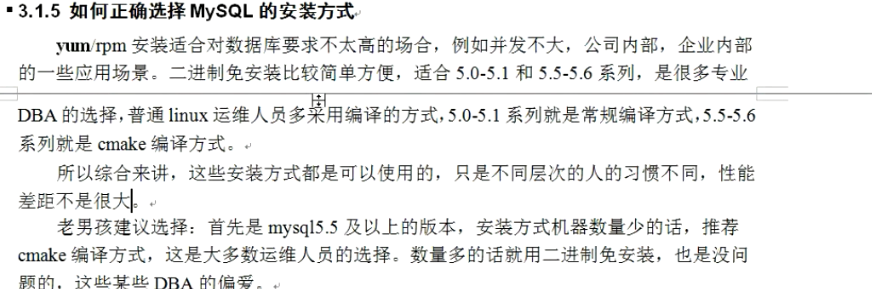 3.1.5 如何正确选择 MySQL 的安装方式
yum/rpm 安装适合对数据库要求不太高的场合，例如并发不大，公司内部，企业内部
的一些应用场景。二进制免安装比较简单方便，适合 5.0-5.1 和 5.5-5.6 系列，是很多专业
DBA 的选择，普通 linux 运维人员多采用编译的方式，5.0-5.1 系列就是常规编译方式，5.5-5.6
系列就是 cmake 编译方式。
所以综合来讲，这些安装方式都是可以使用的，只是不同层次的人的习惯不同，性能
差距不是很大。
老男孩建议选择：首先是 mysql5.5 及以上的版本，安装方式机器数量少的话，推荐
cmake 编译方式，这是大多数运维人员的选择。数量多的话就用二进制免安装，也是没问
题的，这些某些 DBA 的偏爱。